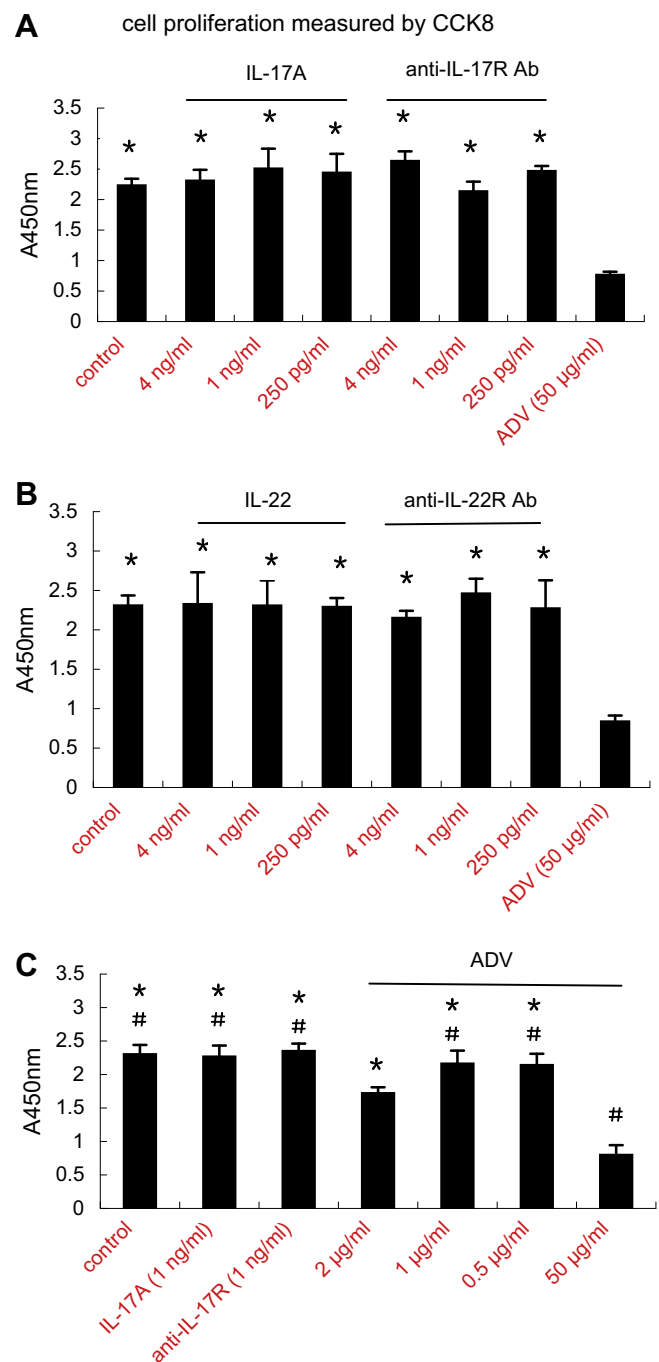 A
cell proliferation measured by CCK8
IL-17A
anti-IL-17R Ab
3.5
3
2.5
2
1.5
1
0.5
0
A450nm
* * * * * * *
control
4 ng/ml
1 ng/ml
250 pg/ml
4 ng/ml
1 ng/ml
250 pg/ml
ADV (50 µg/ml)
B
IL-22
anti-IL-22R Ab
3.5
3
2.5
2
1.5
1
0.5
0
A450nm
* * * * * * *
control
4 ng/ml
1 ng/ml
250 pg/ml
4 ng/ml
1 ng/ml
250 pg/ml
ADV (50 µg/ml)
C
ADV
3.5
3
2.5
2
1.5
1
0.5
0
A450nm
* * * * * *
# # # # # #
control
IL-17A (1 ng/ml)
anti-IL-17R (1 ng/ml)
2 µg/ml
1 µg/ml
0.5 µg/ml
50 µg/ml